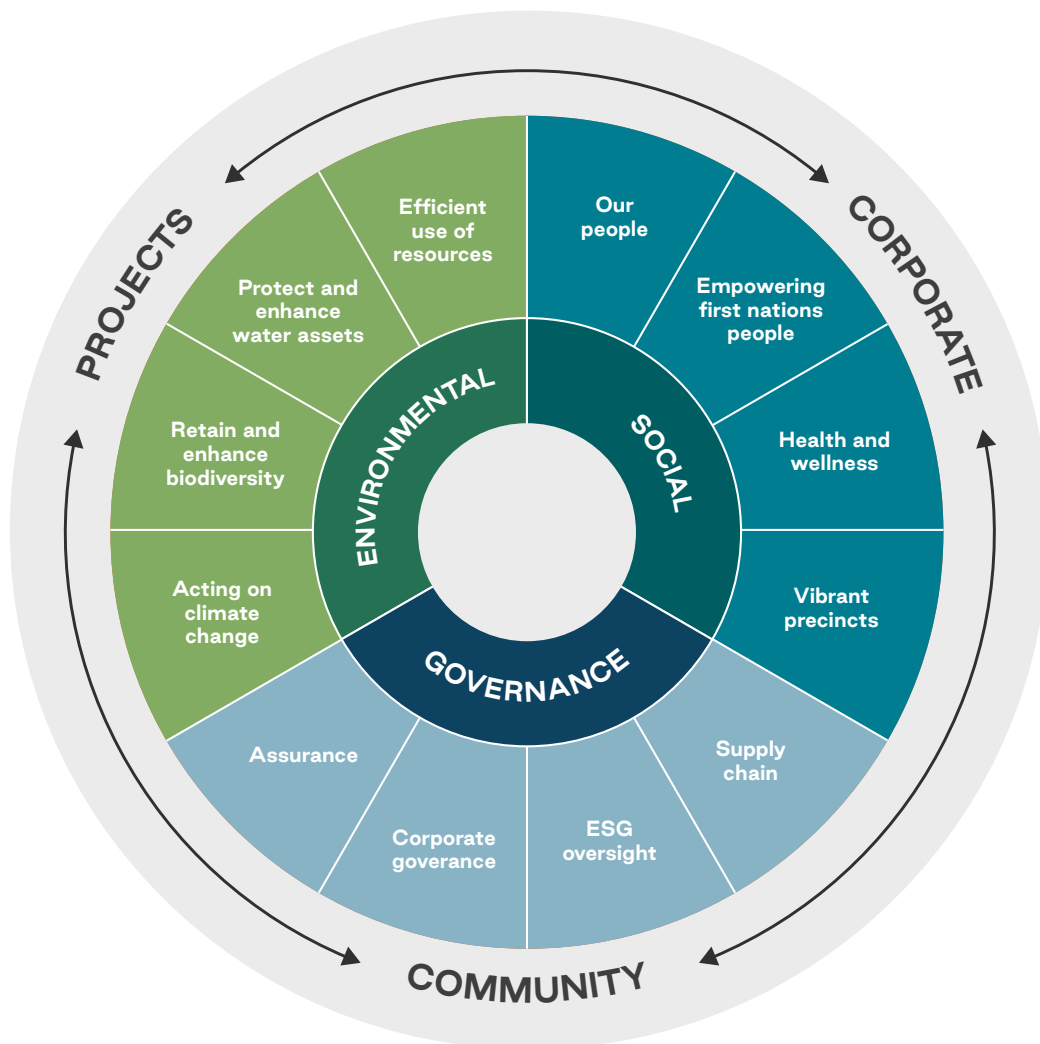 PROJECTS
CORPORATE
COMMUNITY
ENVIRONMENTAL
SOCIAL
GOVERNANCE
Efficient
use of
resources
Protect and
enhance
water assets
Retain and
enhance
biodiversity
Acting on
climate
change
Our
people
Empowering
first nations
people
Health and
wellness
Vibrant
precincts
Supply
chain
ESG
oversight
Corporate
goverance
Assurance